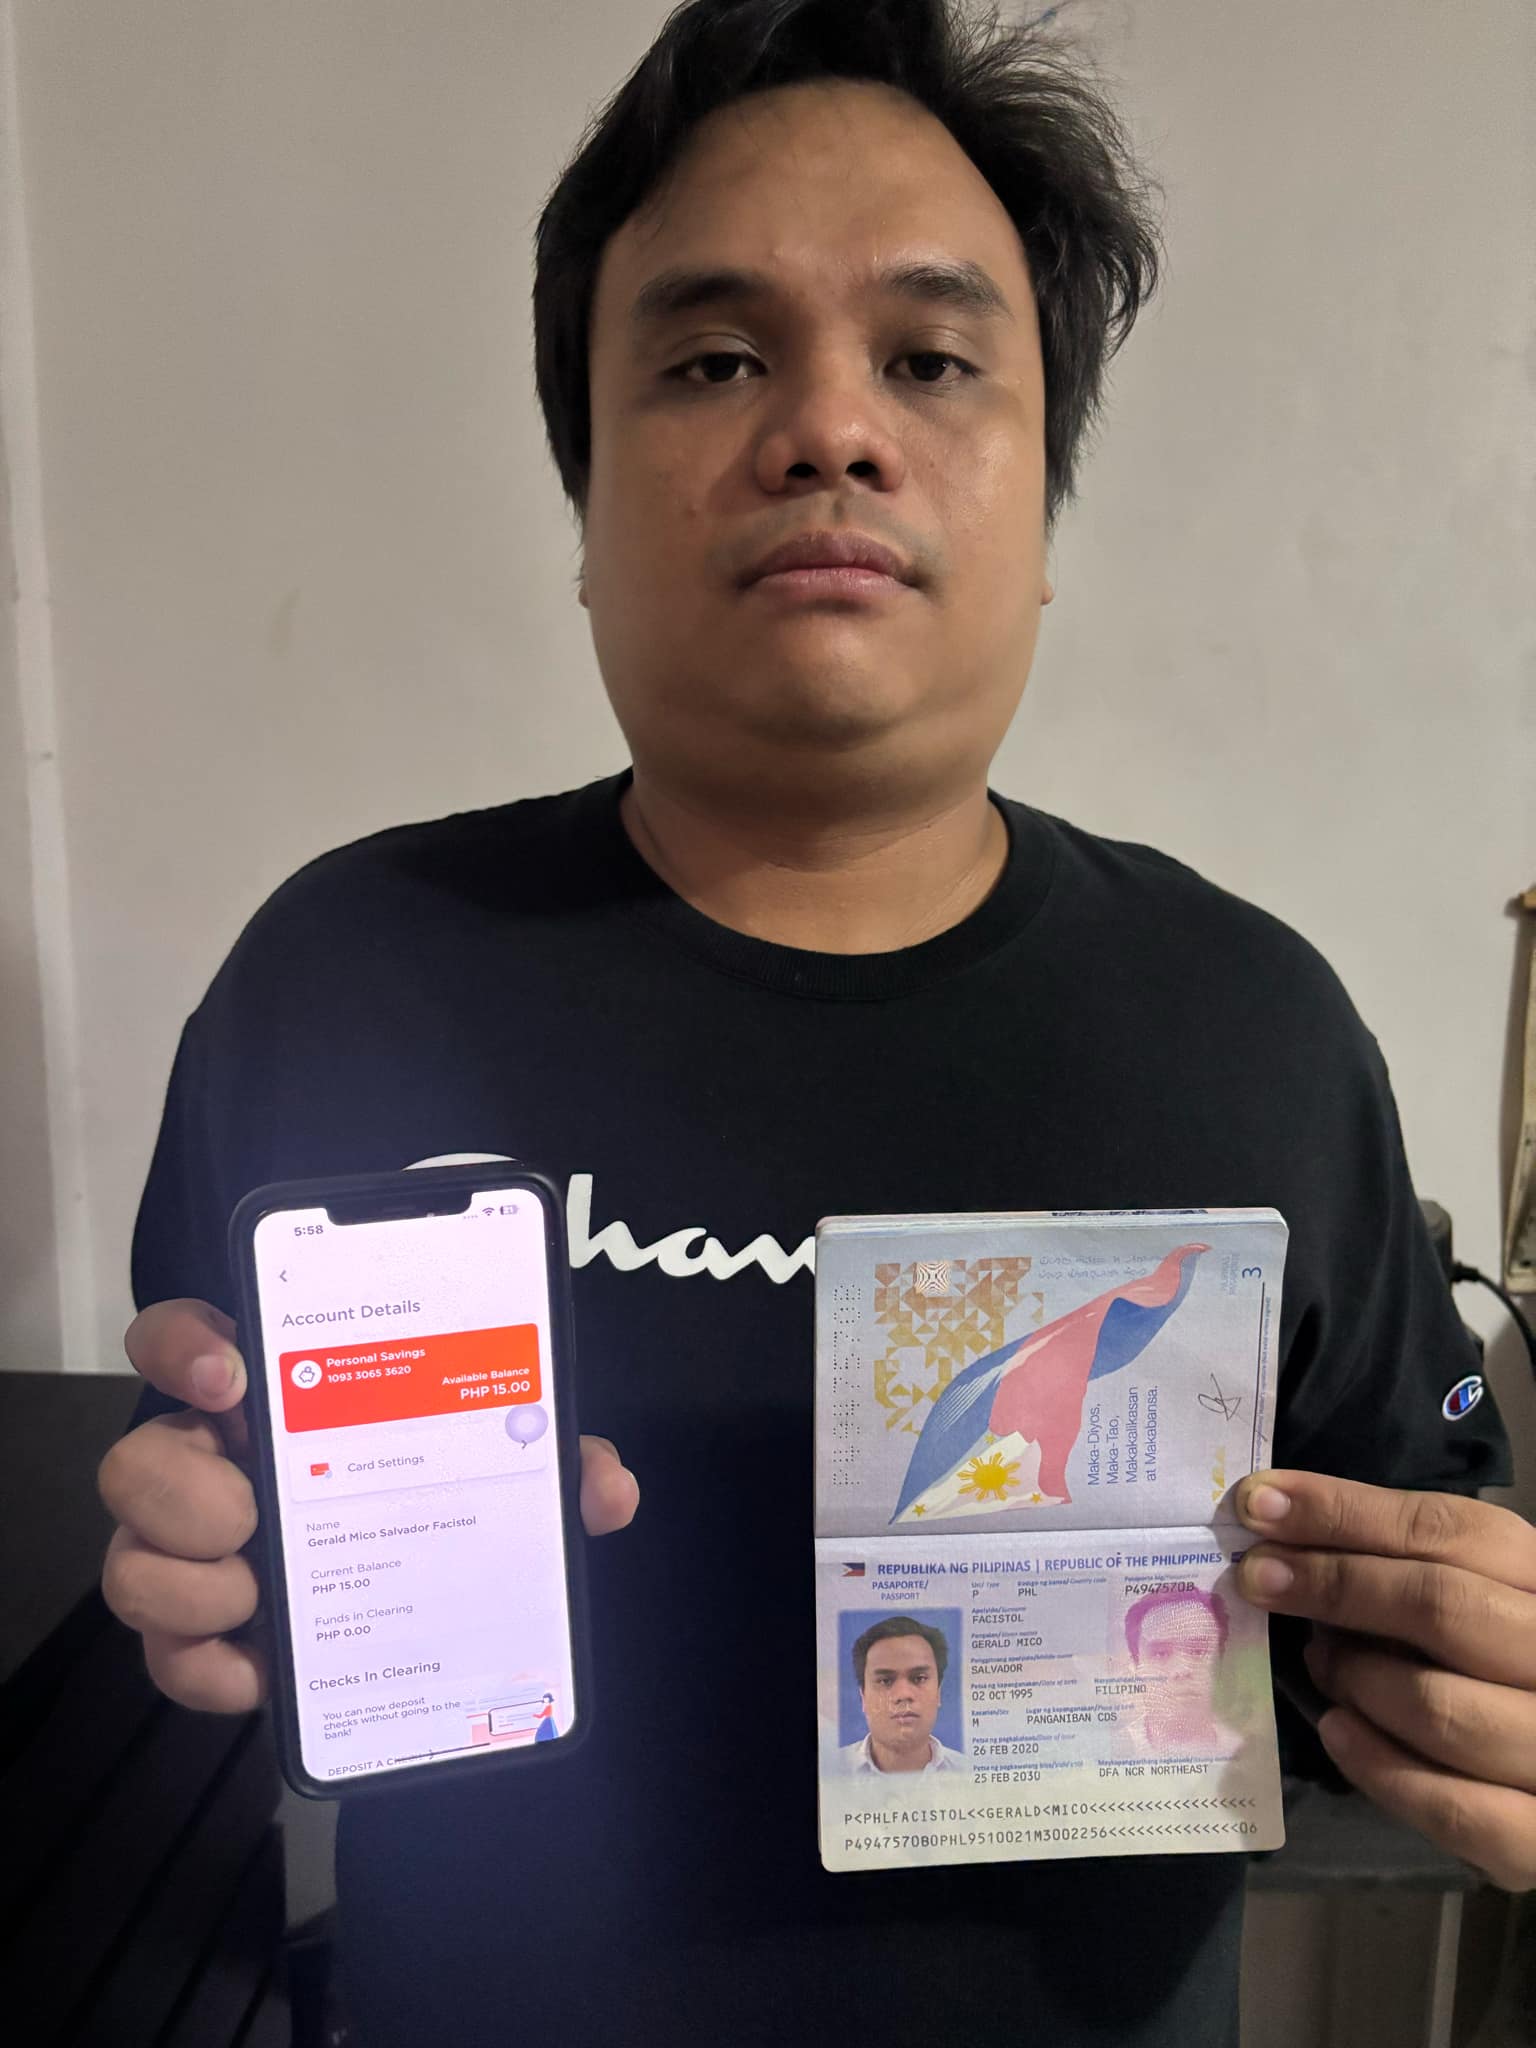 5:58
21
Account Details
Personal Savings
1093 3065 3620
Available Balance
PHP 15.00
Card Settings
Name
Gerald Mico Salvador Facistol
Current Balance
PHP 15.00
Funds in Clearing
PHP 0.00
Checks In Clearing
You can now deposit
checks without going to the
bank!
DEPOSIT A CHECK
Maka-Diyos,
Maka-Tao,
Makakalikasan
at Makabansa.
3
REPUBLIKA NG PILIPINAS | REPUBLIC OF THE PHILIPPINES
PASAPORTE/
PASSPORT
P
PHL
P4947570B
FACISTOL
GERALD MICO
SALVADOR
02 OCT 1995
FILIPINO
M
PANGANIBAN CDS
26 FEB 2020
25 FEB 2030
DFA NCR NORTHEAST
P<PHLFACISTOL<<GERALD<MICO<<<<<<<<<<<<<<<<<<
P4947570B0PHL9510021M3002256<<<<<<<<<<<<<<06